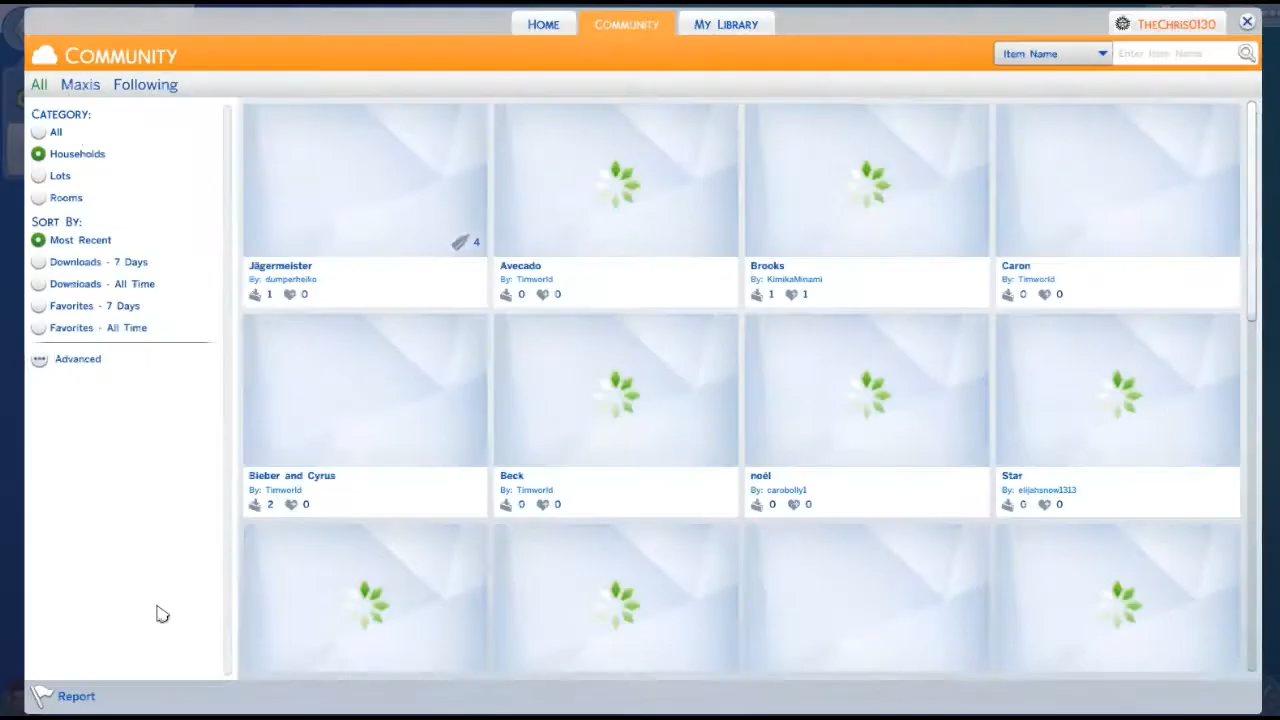 HOME
COMMUNITY
MY LIBRARY
THECHRIS0130
COMMUNITY
Item Name
Enter Item Name
All Maxis Following
CATEGORY:
All
Households
Lots
Rooms
SORT BY:
Most Recent
Downloads - 7 Days
Downloads - All Time
Favorites - 7 Days
Favorites - All Time
Advanced
4
Jägermeister
By: dumperheiko
1 0
Avecado
By: Timworld
0 0
Brooks
By: KimikaMinami
1 1
Caron
By: Timworld
0 0
Bieber and Cyrus
By: Timworld
2 0
Beck
By: Timworld
0 0
noél
By: carobolly1
0 0
Star
By: elijahsnow1313
0 0
Report